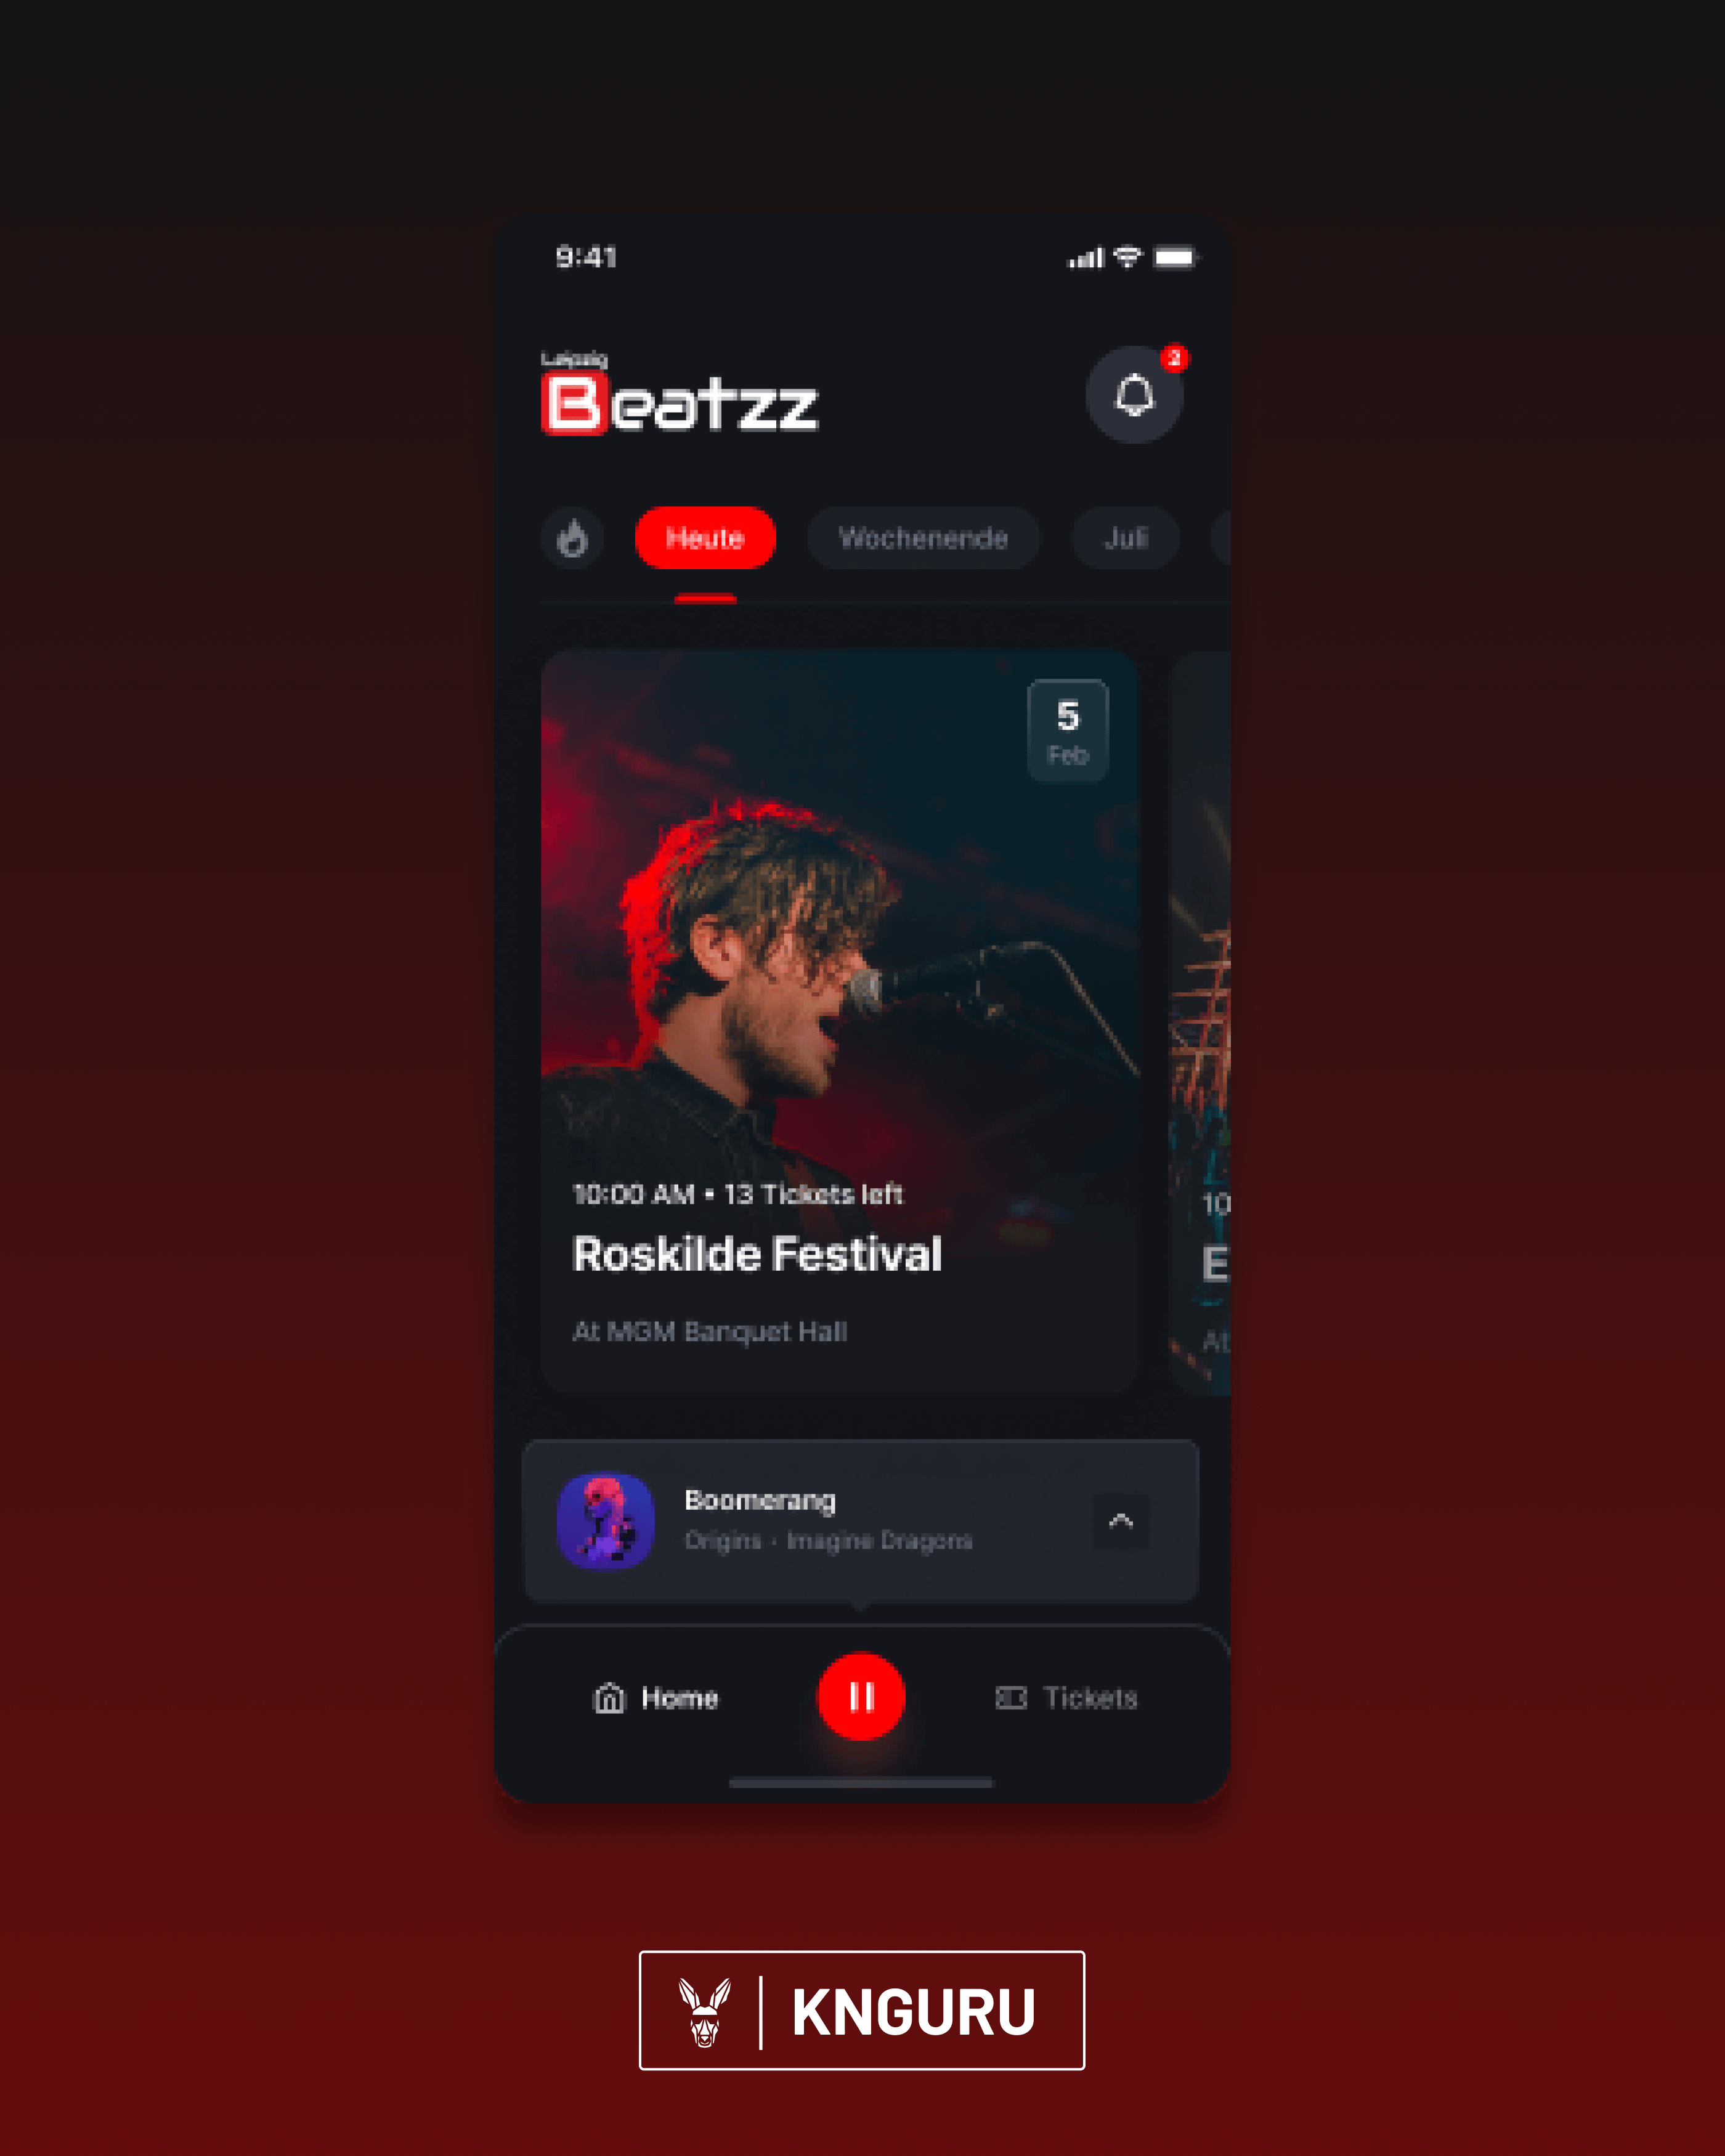 9:41
Leipzig
Beatzz
2
Heute
Wochenende
Juli
5
Feb
10:00 AM • 13 Tickets left
Roskilde Festival
At MGM Banquet Hall
10
E
At
Boomerang
Origins · Imagine Dragons
Home
Tickets
KNGURU